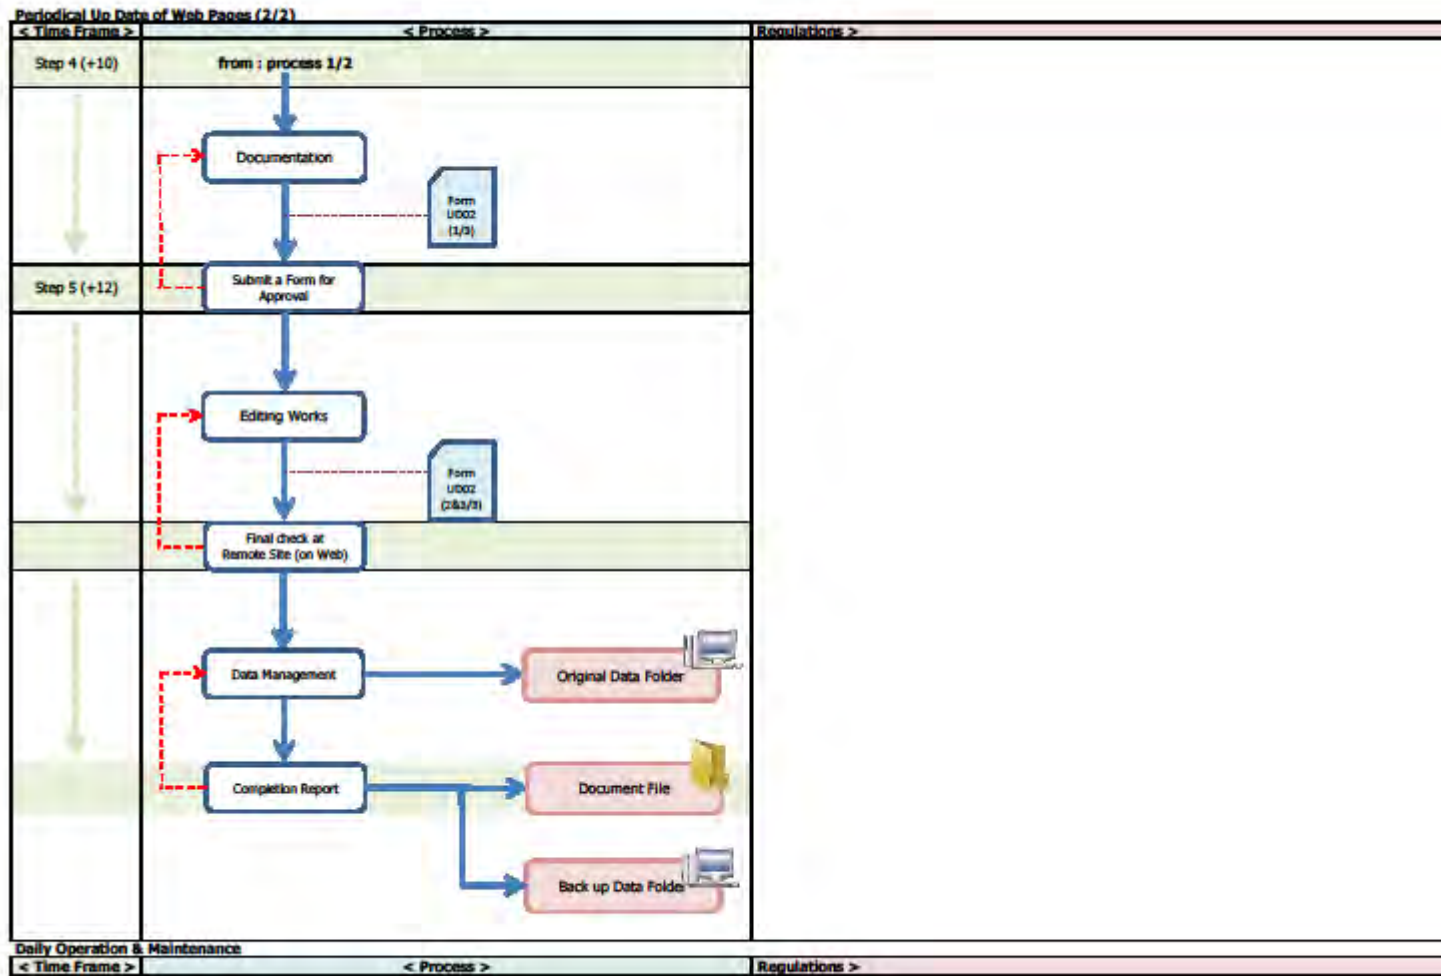 Periodical Up Date of Web Pages (2/2)
< Time Frame > < Process > Regulations >
Step 4 (+10) from : process 1/2
Documentation
Form
UD02
(1/3)
Step 5 (+12)
Submit a Form for
Approval
Editing Works
Form
UD02
(2&3/3)
Final check at
Remote Site (on Web)
Data Management
Original Data Folder
Completion Report
Document File
Back up Data Folder
Daily Operation & Maintenance
< Time Frame > < Process > Regulations >